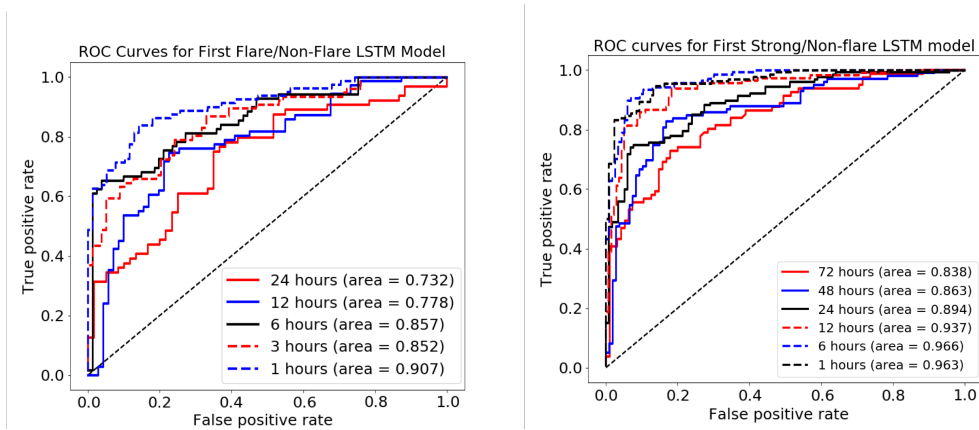 ROC Curves for First Flare/Non-Flare LSTM Model
True positive rate
1.0
0.8
0.6
0.4
0.2
0.0
24 hours (area = 0.732)
12 hours (area = 0.778)
6 hours (area = 0.857)
3 hours (area = 0.852)
1 hours (area = 0.907)
0.0 0.2 0.4 0.6 0.8 1.0
False positive rate
ROC curves for First Strong/Non-flare LSTM model
True positive rate
1.0
0.8
0.6
0.4
0.2
0.0
72 hours (area = 0.838)
48 hours (area = 0.863)
24 hours (area = 0.894)
12 hours (area = 0.937)
6 hours (area = 0.966)
1 hours (area = 0.963)
0.0 0.2 0.4 0.6 0.8 1.0
False positive rate